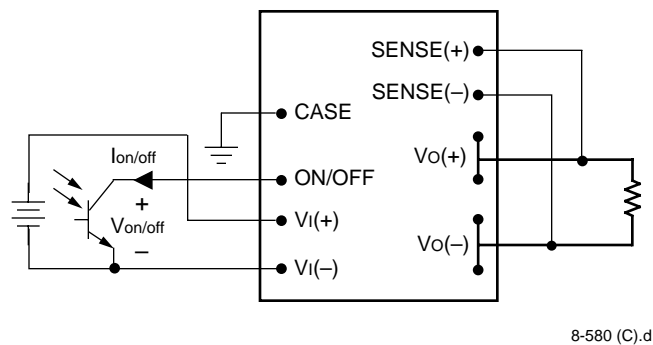 SENSE(+)
SENSE(–)
CASE
Ion/off
VO(+)
ON/OFF
+
Von/off
VI(+)
–
VO(–)
VI(–)
8-580 (C).d